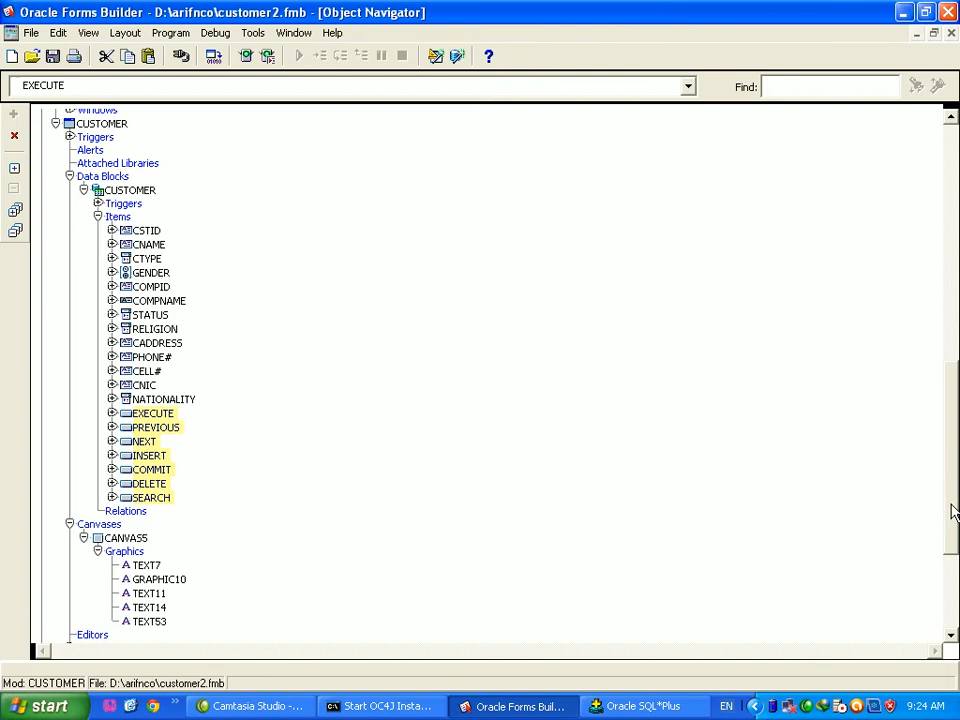 Oracle Forms Builder - D:\arifnco\customer2.fmb - [Object Navigator]
File Edit View Layout Program Debug Tools Window Help
EXECUTE
Find:
Windows
CUSTOMER
Triggers
Alerts
Attached Libraries
Data Blocks
CUSTOMER
Triggers
Items
CSTID
CNAME
CTYPE
GENDER
COMPID
COMPNAME
STATUS
RELIGION
CADDRESS
PHONE#
CELL#
CNIC
NATIONALITY
EXECUTE
PREVIOUS
NEXT
INSERT
COMMIT
DELETE
SEARCH
Relations
Canvases
CANVAS5
Graphics
TEXT7
GRAPHIC10
TEXT11
TEXT14
TEXT53
Editors
Mod: CUSTOMER File: D:\arifnco\customer2.fmb
start Camtasia Studio -... Start OC4J Insta... Oracle Forms Buil... Oracle SQL*Plus EN 9:24 AM